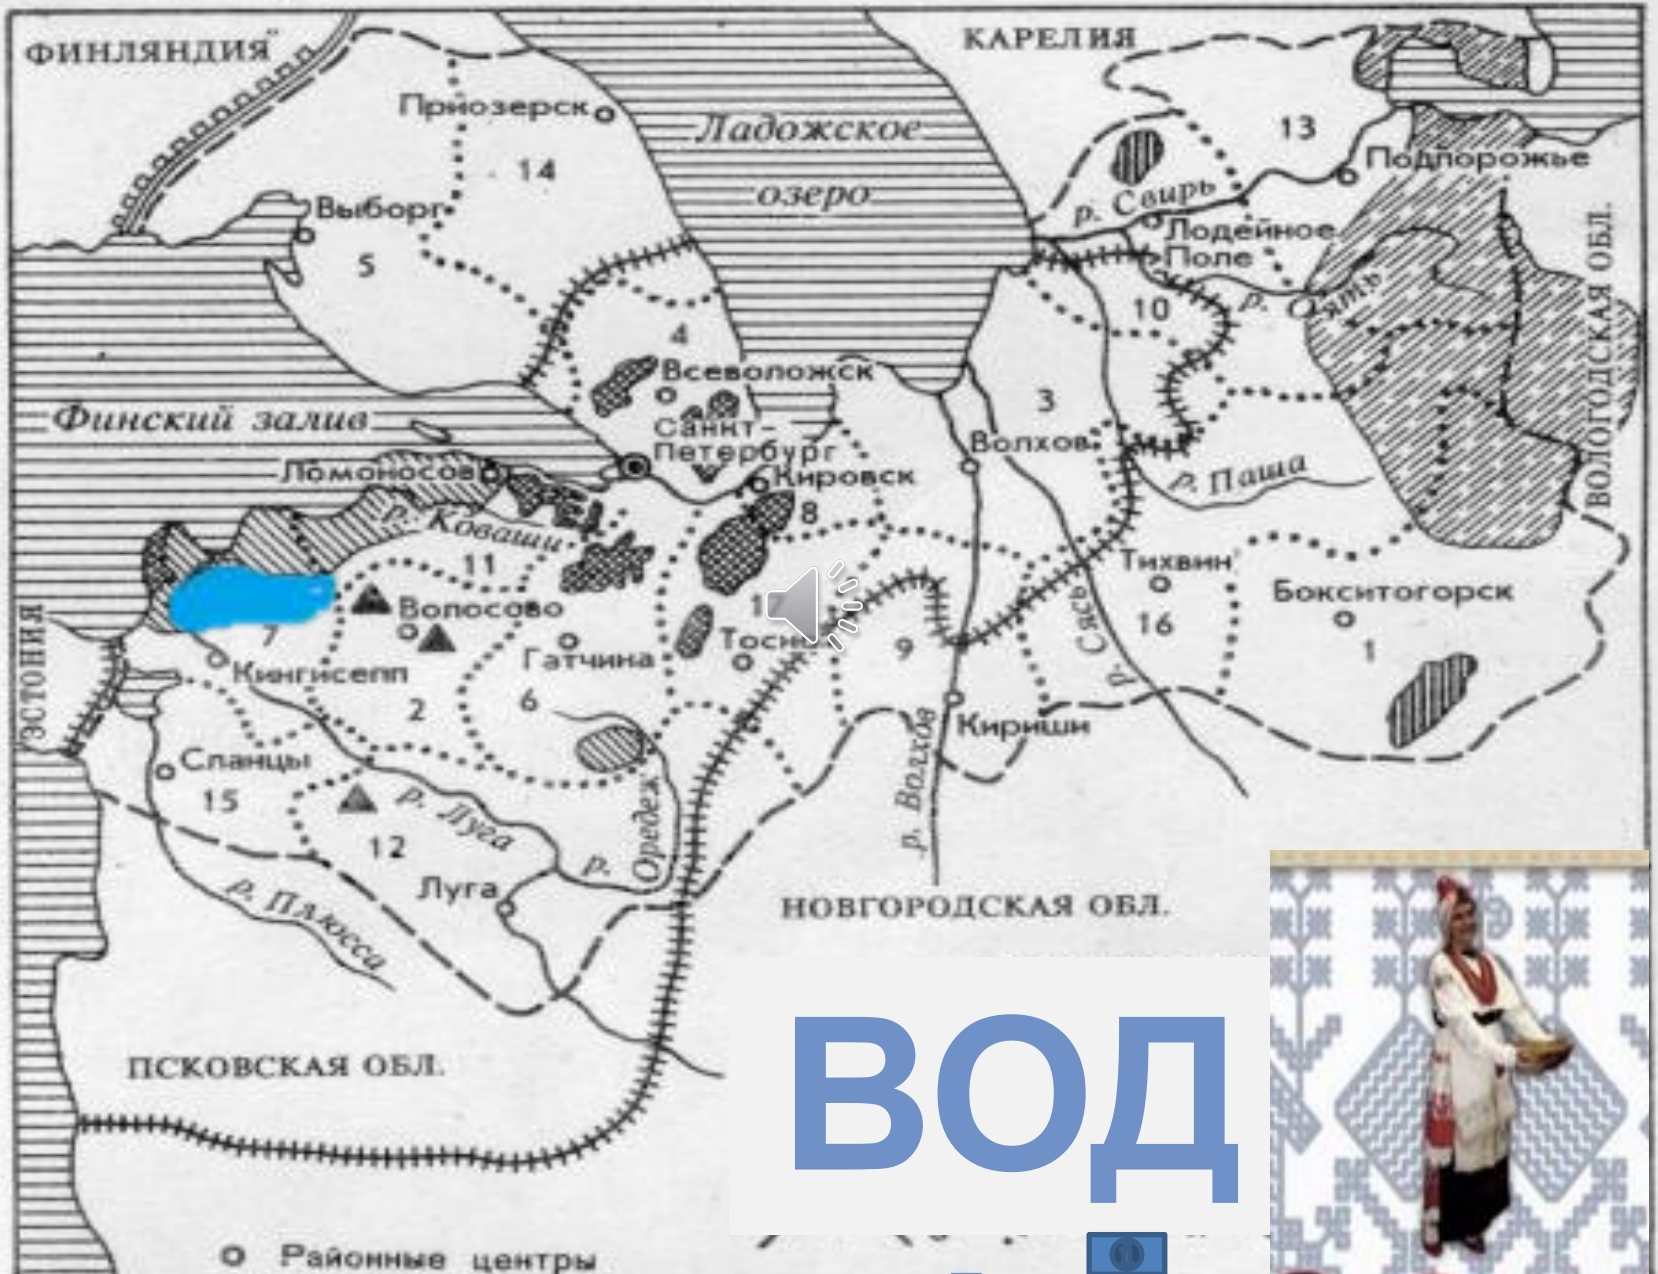 ФИНЛЯНДИЯ
КАРЕЛИЯ
Приозерск
Ладожское
озеро
13
14
Подпорожье
р. Свирь
Выборг
Лодейное
Поле
5
р. Оять
10
4
ВОЛОГОДСКАЯ ОБЛ.
Всеволожск
3
Финский залив
Санкт-
Петербург
Волхов
Ломоносов
Кировск
р. Паша
8
р. Коваши
11
Тихвин
Бокситогорск
Волосово
ЭСТОНИЯ
7
16
р. Сясь
Гатчина
9
1
Кингисепп
2
6
Кириши
Сланцы
р. Волхов
15
р. Луга
р. Оредеж
12
Луга
р. Плюсса
НОВГОРОДСКАЯ ОБЛ.
ПСКОВСКАЯ ОБЛ.
ВОД
Районные центры